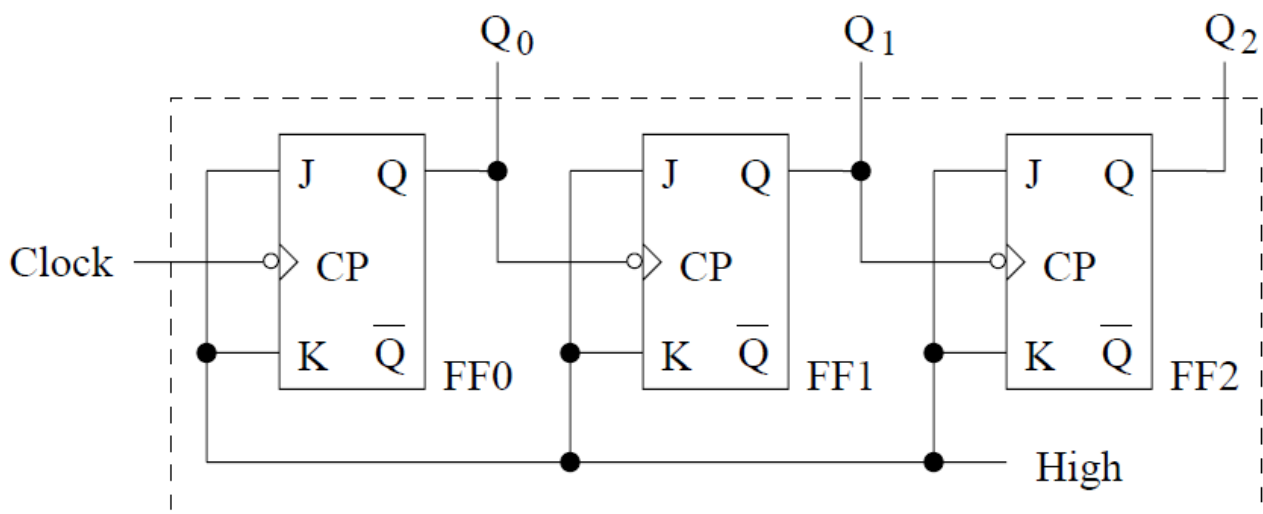 Q0 Q1 Q2
J Q J Q J Q
Clock CP CP CP
K Q̅ FF0 K Q̅ FF1 K Q̅ FF2
High